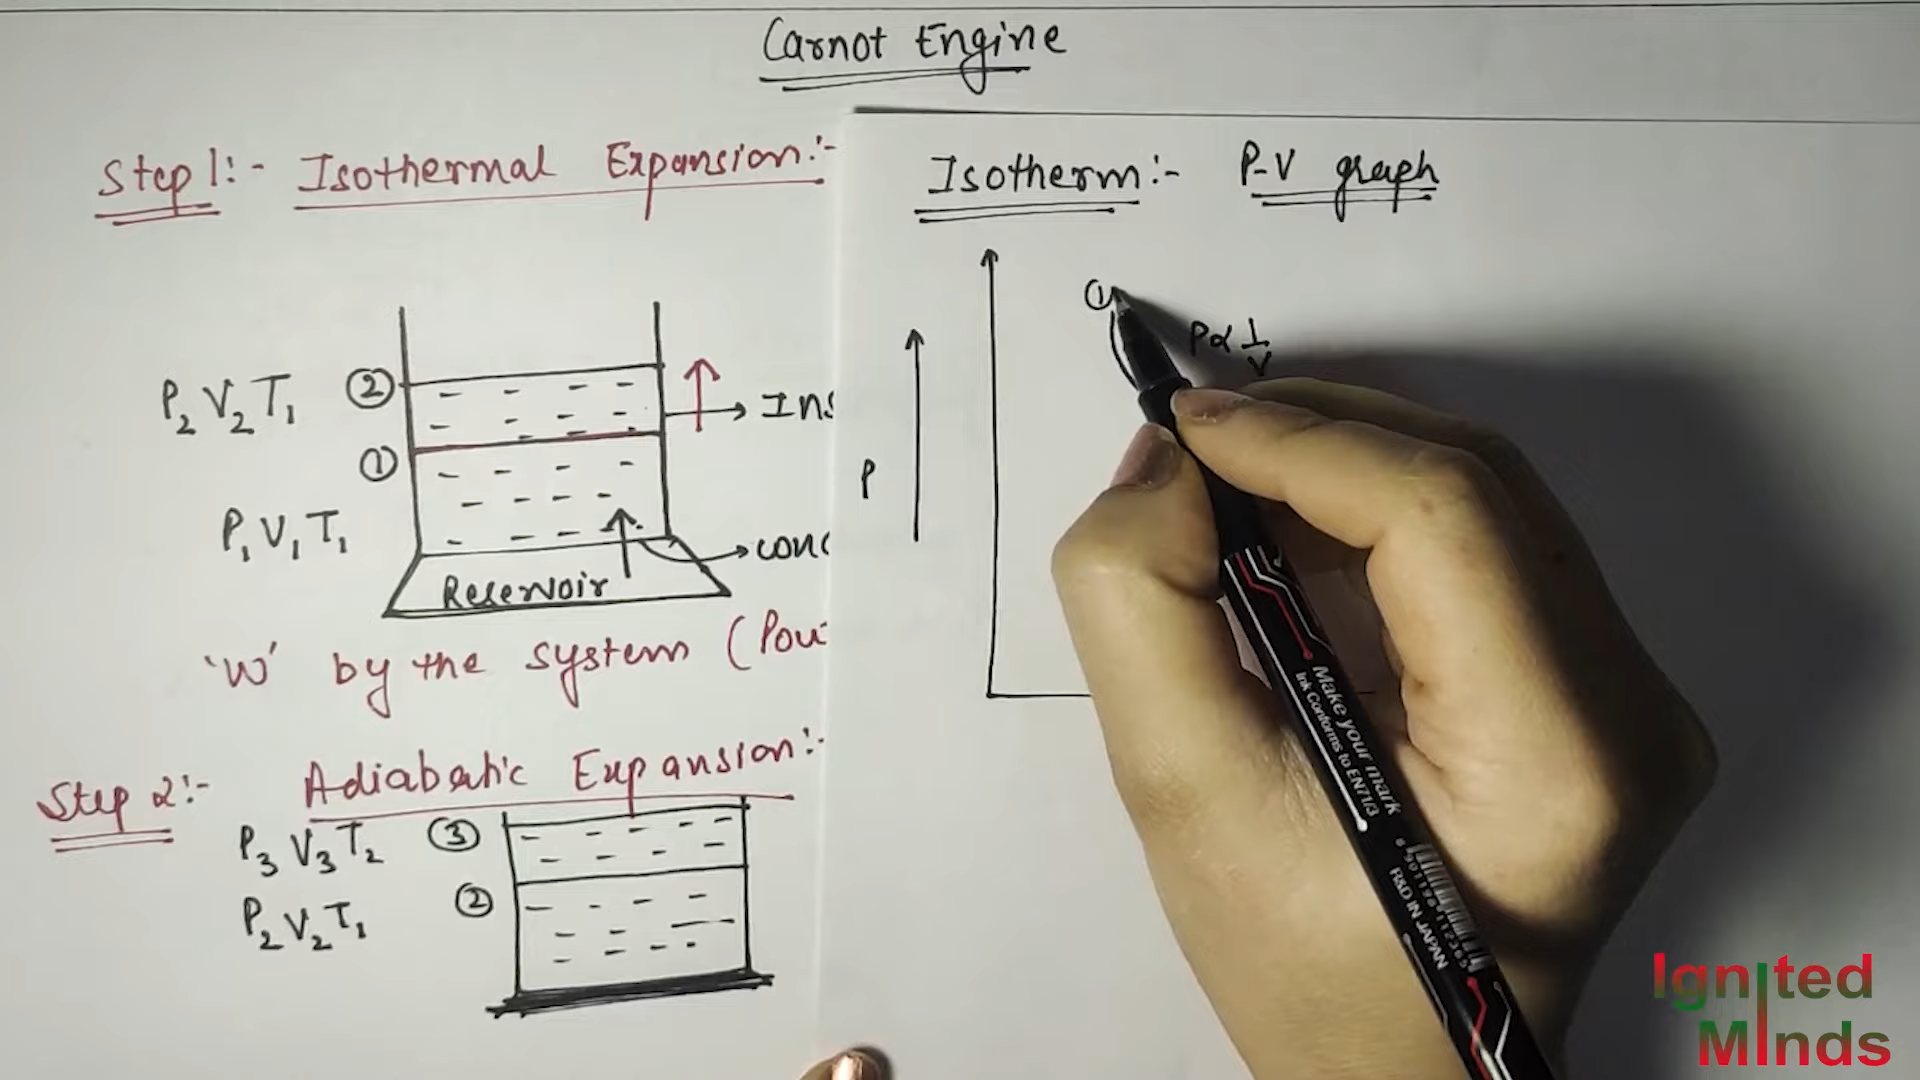 Carnot Engine
Step 1:- Isothermal Expansion:-
P₂ V₂ T₁ ②
①
P₁ V₁ T₁
Reservoir
'W' by the system
Step 2:- Adiabatic Expansion:-
P₃ V₃ T₂ ③
P₂ V₂ T₁ ②
Isotherm:- P-V graph
①
P ∝ 1/V
P
Make your mark
Ink Conforms to EN71/3
R&D IN JAPAN
Ignited
Minds